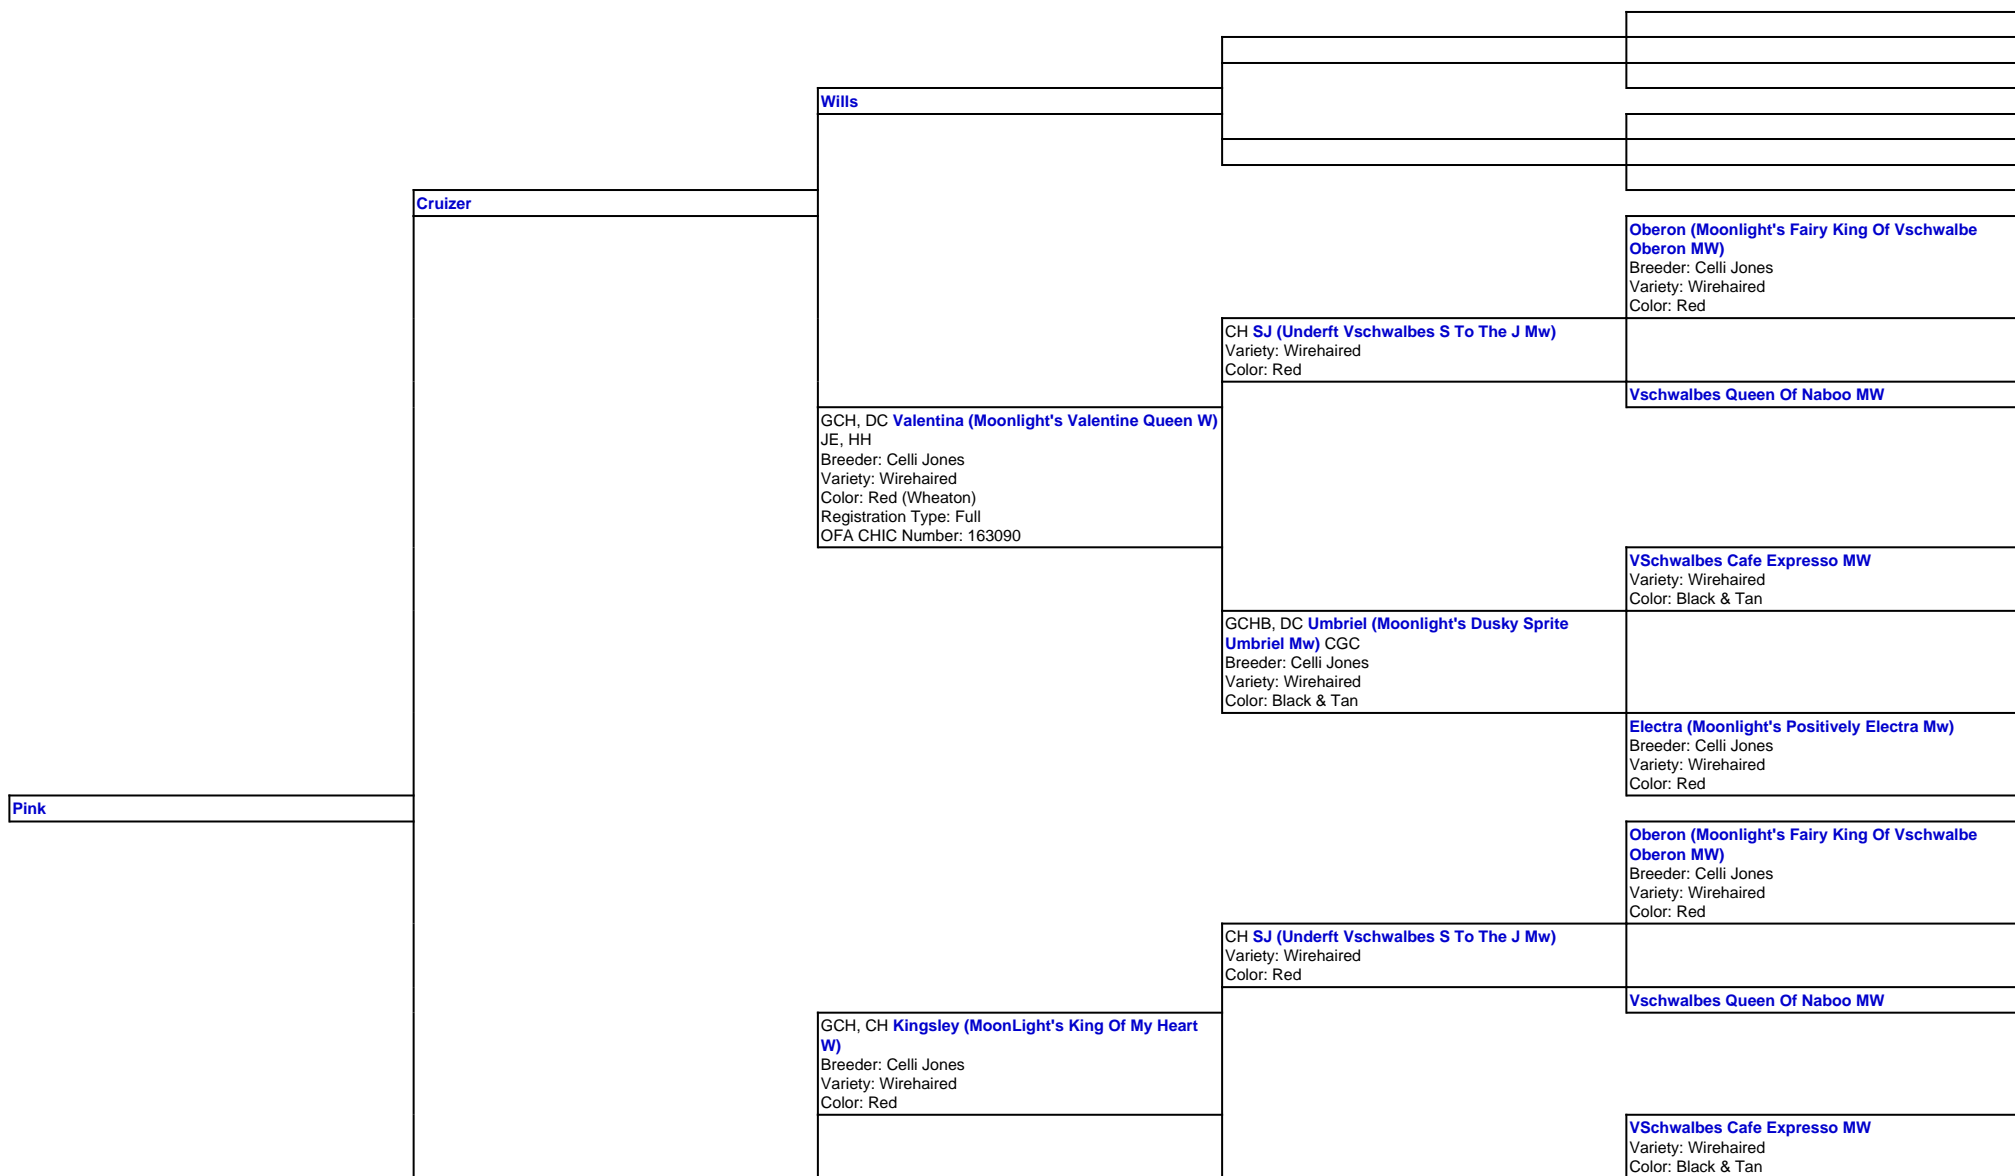 Wills
Cruizer
Oberon (Moonlight's Fairy King Of Vschwalbe
Oberon MW)
Breeder: Celli Jones
Variety: Wirehaired
Color: Red
CH SJ (Underft Vschwalbes S To The J Mw)
Variety: Wirehaired
Color: Red
Vschwalbes Queen Of Naboo MW
GCH, DC Valentina (Moonlight's Valentine Queen W)
JE, HH
Breeder: Celli Jones
Variety: Wirehaired
Color: Red (Wheaton)
Registration Type: Full
OFA CHIC Number: 163090
VSchwalbes Cafe Expresso MW
Variety: Wirehaired
Color: Black & Tan
GCHB, DC Umbriel (Moonlight's Dusky Sprite
Umbriel Mw) CGC
Breeder: Celli Jones
Variety: Wirehaired
Color: Black & Tan
Electra (Moonlight's Positively Electra Mw)
Breeder: Celli Jones
Variety: Wirehaired
Color: Red
Pink
Oberon (Moonlight's Fairy King Of Vschwalbe
Oberon MW)
Breeder: Celli Jones
Variety: Wirehaired
Color: Red
CH SJ (Underft Vschwalbes S To The J Mw)
Variety: Wirehaired
Color: Red
Vschwalbes Queen Of Naboo MW
GCH, CH Kingsley (MoonLight's King Of My Heart
W)
Breeder: Celli Jones
Variety: Wirehaired
Color: Red
VSchwalbes Cafe Expresso MW
Variety: Wirehaired
Color: Black & Tan